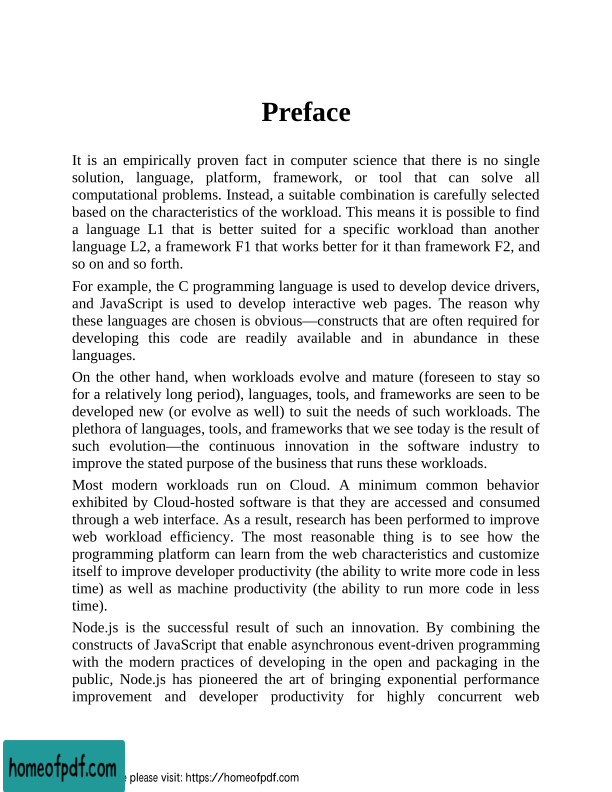 Preface
It is an empirically proven fact in computer science that there is no single
solution, language, platform, framework, or tool that can solve all
computational problems. Instead, a suitable combination is carefully selected
based on the characteristics of the workload. This means it is possible to find
a language L1 that is better suited for a specific workload than another
language L2, a framework F1 that works better for it than framework F2, and
so on and so forth.
For example, the C programming language is used to develop device drivers,
and JavaScript is used to develop interactive web pages. The reason why
these languages are chosen is obvious—constructs that are often required for
developing this code are readily available and in abundance in these
languages.
On the other hand, when workloads evolve and mature (foreseen to stay so
for a relatively long period), languages, tools, and frameworks are seen to be
developed new (or evolve as well) to suit the needs of such workloads. The
plethora of languages, tools, and frameworks that we see today is the result of
such evolution—the continuous innovation in the software industry to
improve the stated purpose of the business that runs these workloads.
Most modern workloads run on Cloud. A minimum common behavior
exhibited by Cloud-hosted software is that they are accessed and consumed
through a web interface. As a result, research has been performed to improve
web workload efficiency. The most reasonable thing is to see how the
programming platform can learn from the web characteristics and customize
itself to improve developer productivity (the ability to write more code in less
time) as well as machine productivity (the ability to run more code in less
time).
Node.js is the successful result of such an innovation. By combining the
constructs of JavaScript that enable asynchronous event-driven programming
with the modern practices of developing in the open and packaging in the
public, Node.js has pioneered the art of bringing exponential performance
improvement and developer productivity for highly concurrent web
homeofpdf.com
please visit: https://homeofpdf.com